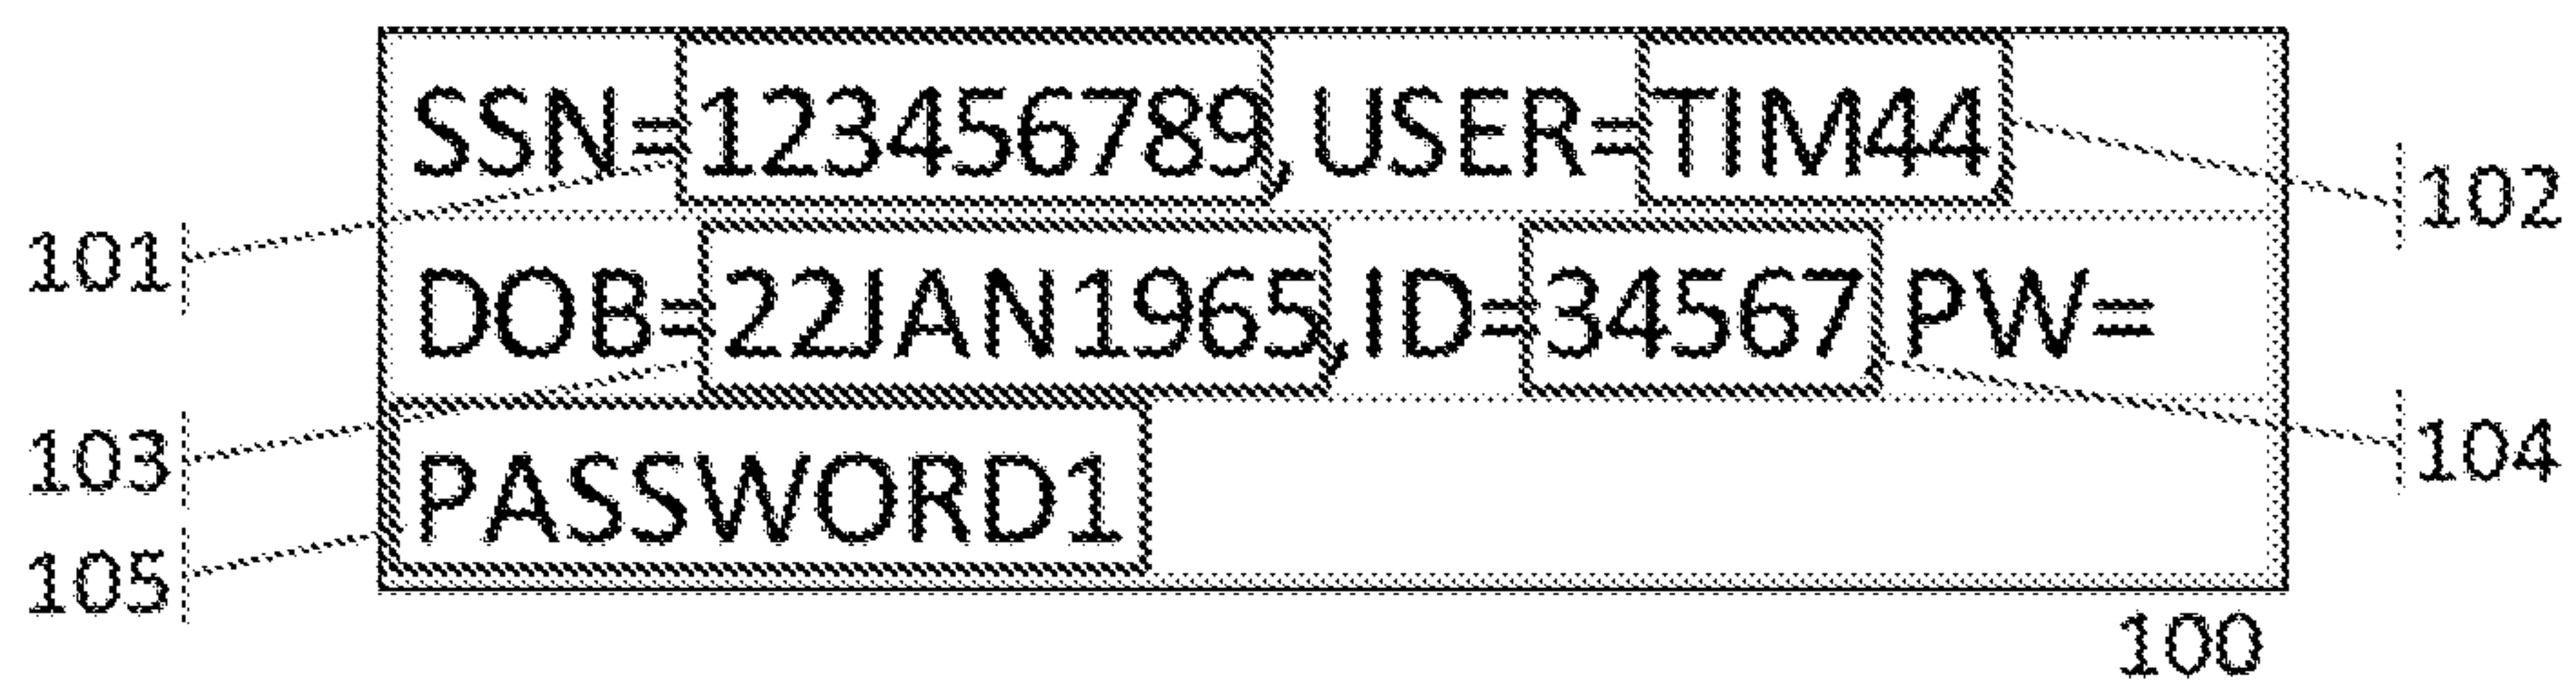 SSN=123456789, USER=TIM44
102
101
DOB=22JAN1965, ID=34567 PW=
103
104
PASSWORD1
105
100